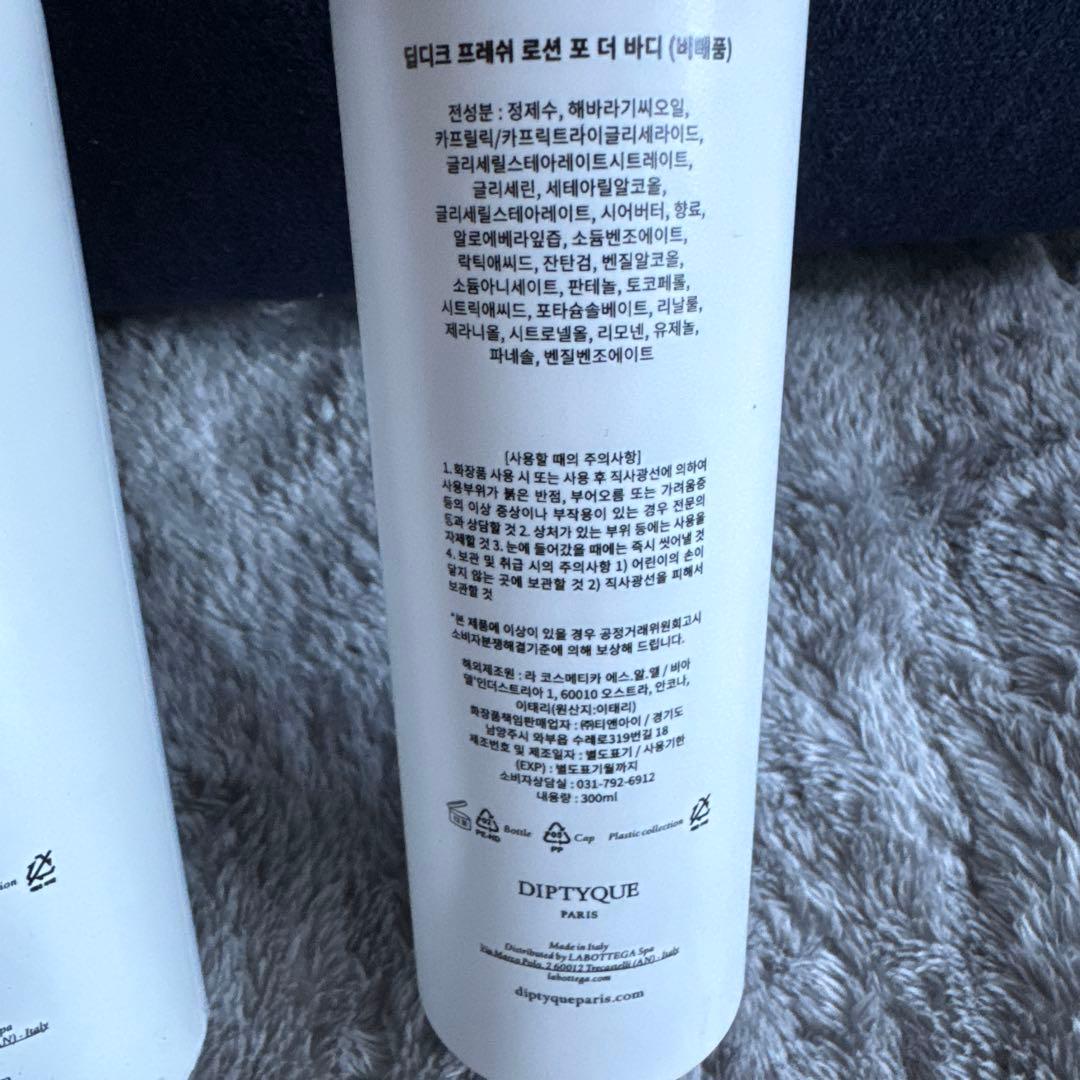 딥디크 프레쉬 로션 포 더 바디 (비매품)
전성분 : 정제수, 해바라기씨오일,
카프릴릭/카프릭트라이글리세라이드,
글리세릴스테아레이트시트레이트,
글리세린, 세테아릴알코올,
글리세릴스테아레이트, 시어버터, 향료,
알로에베라잎즙, 소듐벤조에이트,
락틱애씨드, 잔탄검, 벤질알코올,
소듐아니세이트, 판테놀, 토코페롤,
시트릭애씨드, 포타슘솔베이트, 리날룰,
제라니올, 시트로넬올, 리모넨, 유제놀,
파네솔, 벤질벤조에이트
[사용할 때의 주의사항]
1. 화장품 사용 시 또는 사용 후 직사광선에 의하여
사용부위가 붉은 반점, 부어오름 또는 가려움증
등의 이상 증상이나 부작용이 있는 경우 전문의
등과 상담할 것 2. 상처가 있는 부위 등에는 사용을
자제할 것 3. 눈에 들어갔을 때에는 즉시 씻어낼 것
4. 보관 및 취급 시의 주의사항 1) 어린이의 손이
닿지 않는 곳에 보관할 것 2) 직사광선을 피해서
보관할 것
*본 제품에 이상이 있을 경우 공정거래위원회고시
소비자분쟁해결기준에 의해 보상해 드립니다.
해외제조원 : 라 코스메티카 에스.알.엘 / 비아
델'인더스트리아 1, 60010 오스트라, 안코나,
이태리(원산지:이태리)
화장품책임판매업자 : ㈜티앤아이 / 경기도
남양주시 와부읍 수레로319번길 18
제조번호 및 제조일자 : 별도표기 / 사용기한
(EXP) : 별도표기월까지
소비자상담실 : 031-792-6912
내용량 : 300ml
02 PE-HD Bottle 05 PP Cap Plastic collection
DIPTYQUE
PARIS
Made in Italy
Distributed by LABOTTEGA Spa
Via Marco Polo, 2 60012 Trecastelli (AN) - Italy
labottega.com
diptyqueparis.com
- Italy